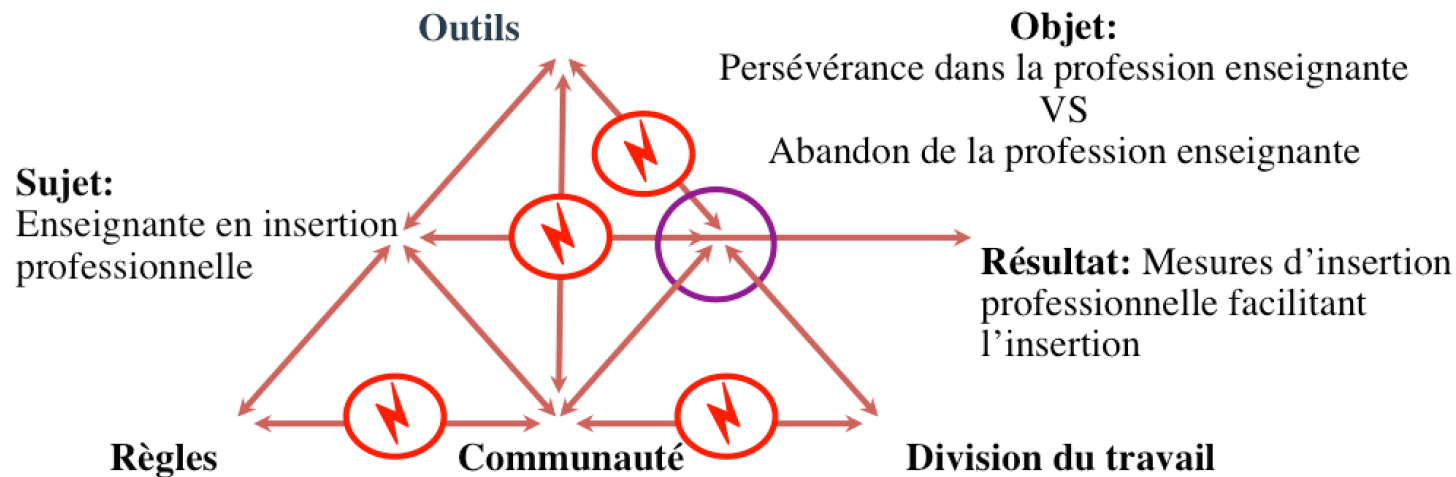 Outils
Objet:
Persévérance dans la profession enseignante
VS
Abandon de la profession enseignante
Sujet:
Enseignante en insertion
professionnelle
Résultat: Mesures d’insertion
professionnelle facilitant
l’insertion
Règles
Communauté
Division du travail